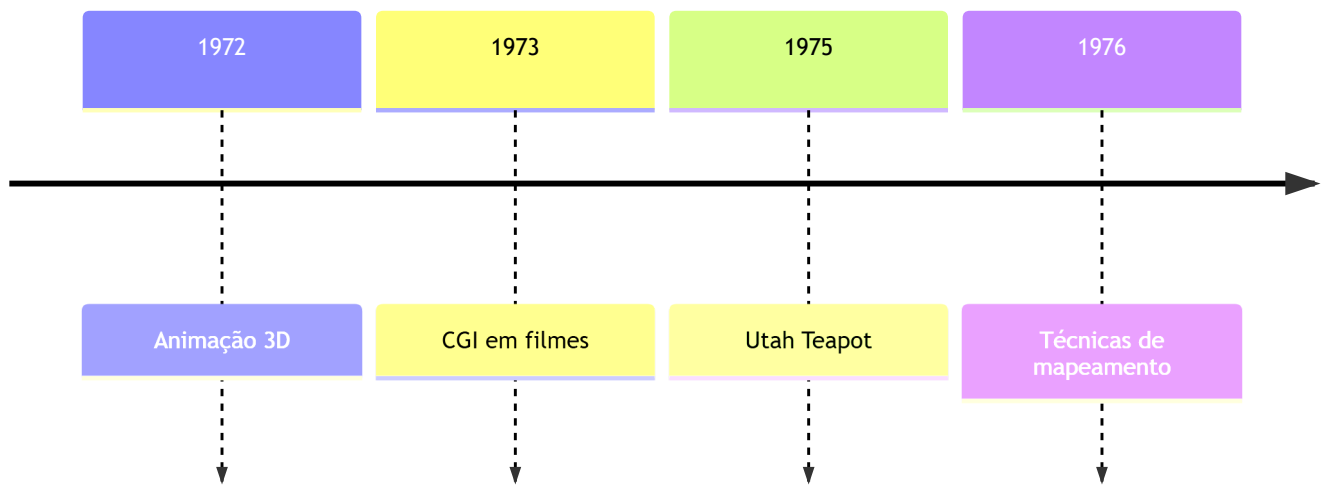 1972
1973
1975
1976
Animação 3D
CGI em filmes
Utah Teapot
Técnicas de
mapeamento